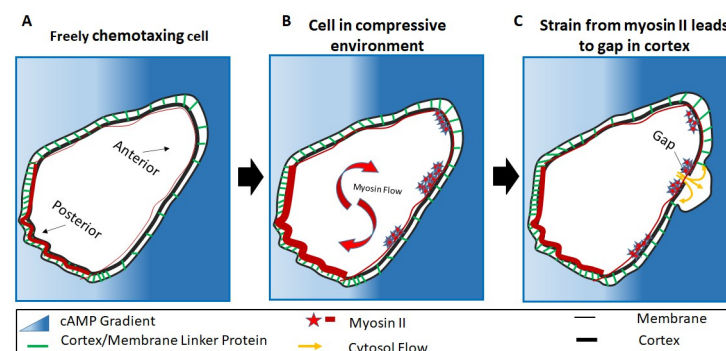 A
Freely chemotaxing cell
B
Cell in compressive
environment
C
Strain from myosin II leads
to gap in cortex
Anterior
Posterior
Myosin Flow
Gap
cAMP Gradient
Cortex/Membrane Linker Protein
Myosin II
Cytosol Flow
Membrane
Cortex